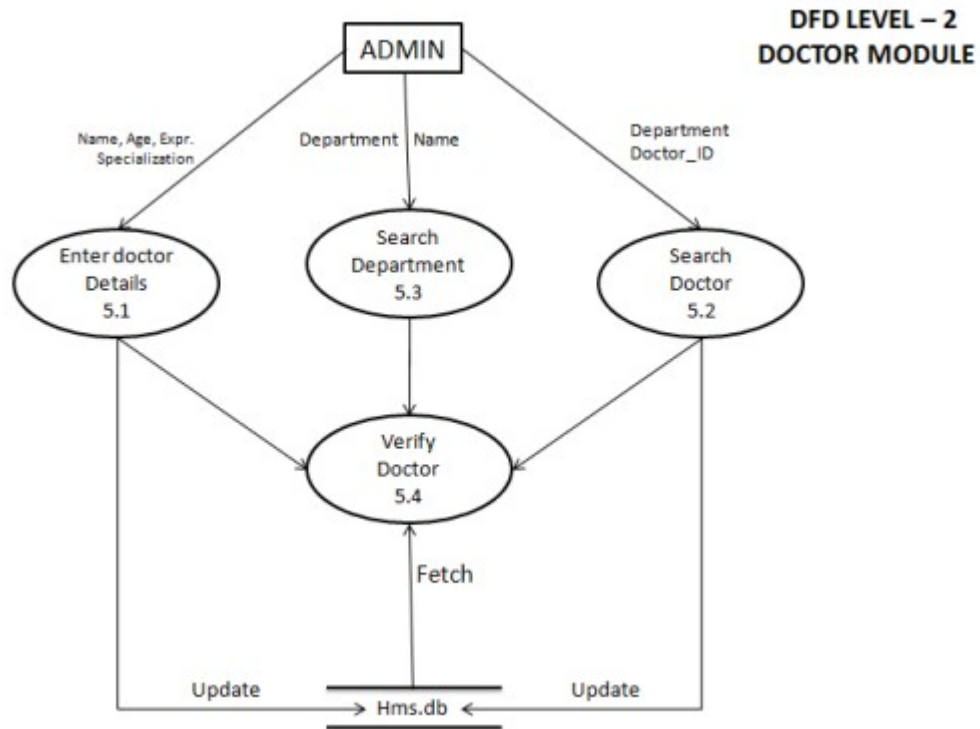 DFD LEVEL – 2
DOCTOR MODULE
ADMIN
Name, Age, Expr.
Specialization
Department Name
Department
Doctor_ID
Enter doctor
Details
5.1
Search
Department
5.3
Search
Doctor
5.2
Verify
Doctor
5.4
Fetch
Update
Hms.db
Update